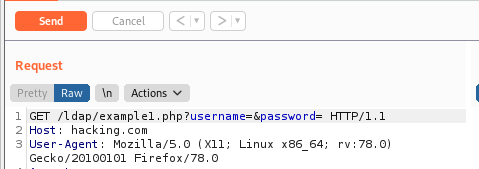 Send Cancel < >
Request
Pretty Raw \n Actions
1 GET /ldap/example1.php?username=&password= HTTP/1.1
2 Host: hacking.com
3 User-Agent: Mozilla/5.0 (X11; Linux x86_64; rv:78.0)
Gecko/20100101 Firefox/78.0